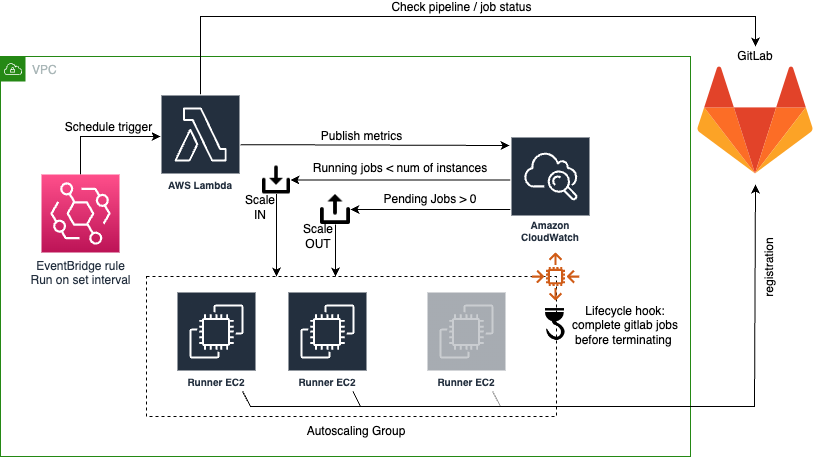 Check pipeline / job status
GitLab
VPC
Schedule trigger
Publish metrics
Running jobs < num of instances
AWS Lambda
Scale
IN
Pending Jobs > 0
Scale
OUT
Amazon
CloudWatch
EventBridge rule
Run on set interval
registration
Lifecycle hook:
complete gitlab jobs
before terminating
Runner EC2
Runner EC2
Runner EC2
Autoscaling Group